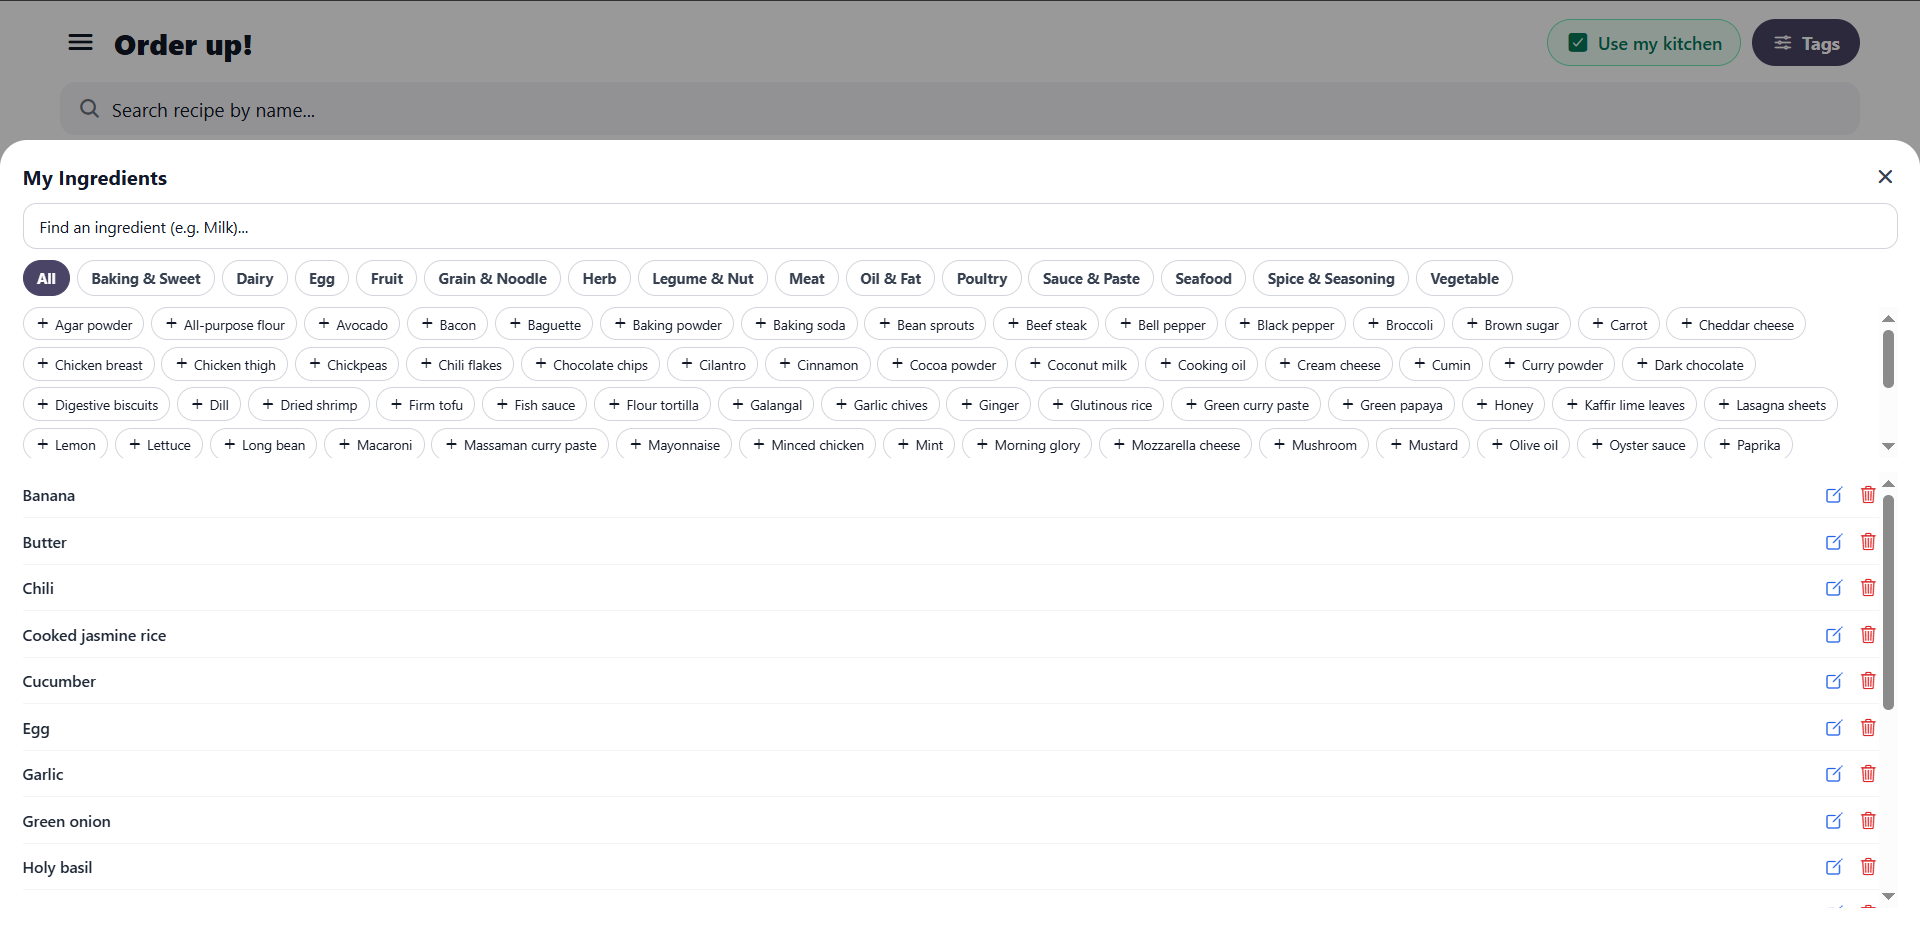 Order up!
Use my kitchen
Tags
Search recipe by name...
My Ingredients
Find an ingredient (e.g. Milk)...
All Baking & Sweet Dairy Egg Fruit Grain & Noodle Herb Legume & Nut Meat Oil & Fat Poultry Sauce & Paste Seafood Spice & Seasoning Vegetable
+ Agar powder + All-purpose flour + Avocado + Bacon + Baguette + Baking powder + Baking soda + Bean sprouts + Beef steak + Bell pepper + Black pepper + Broccoli + Brown sugar + Carrot + Cheddar cheese
+ Chicken breast + Chicken thigh + Chickpeas + Chili flakes + Chocolate chips + Cilantro + Cinnamon + Cocoa powder + Coconut milk + Cooking oil + Cream cheese + Cumin + Curry powder + Dark chocolate
+ Digestive biscuits + Dill + Dried shrimp + Firm tofu + Fish sauce + Flour tortilla + Galangal + Garlic chives + Ginger + Glutinous rice + Green curry paste + Green papaya + Honey + Kaffir lime leaves + Lasagna sheets
+ Lemon + Lettuce + Long bean + Macaroni + Massaman curry paste + Mayonnaise + Minced chicken + Mint + Morning glory + Mozzarella cheese + Mushroom + Mustard + Olive oil + Oyster sauce + Paprika
Banana
Butter
Chili
Cooked jasmine rice
Cucumber
Egg
Garlic
Green onion
Holy basil